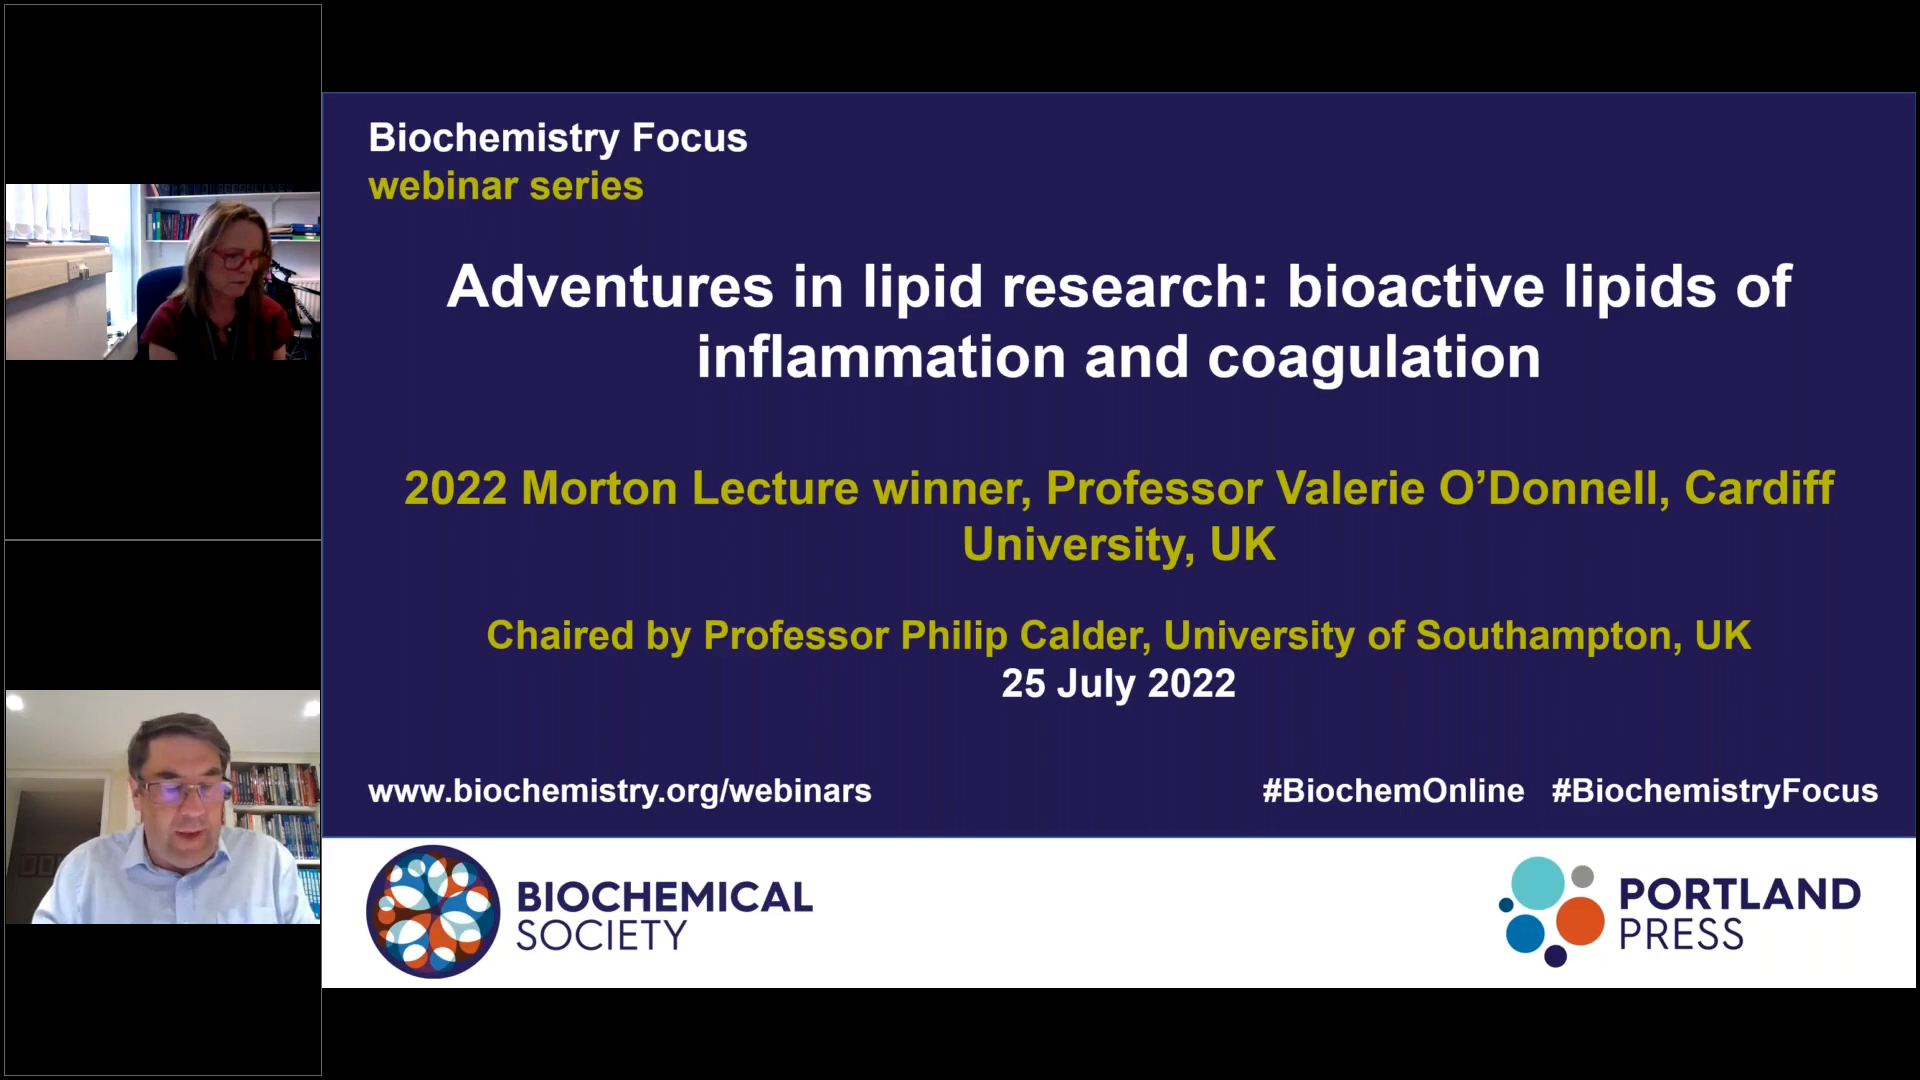 Biochemistry Focus
webinar series
Adventures in lipid research: bioactive lipids of
inflammation and coagulation
2022 Morton Lecture winner, Professor Valerie O’Donnell, Cardiff
University, UK
Chaired by Professor Philip Calder, University of Southampton, UK
25 July 2022
www.biochemistry.org/webinars
#BiochemOnline #BiochemistryFocus
BIOCHEMICAL
SOCIETY
PORTLAND
PRESS